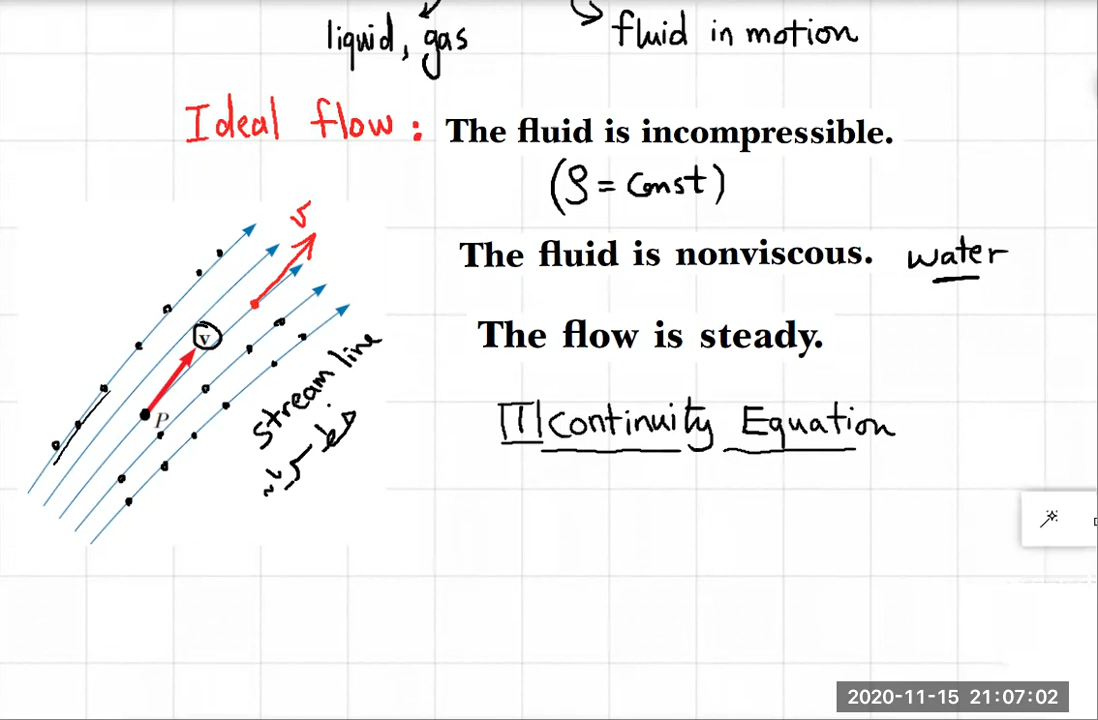 liquid, gas
fluid in motion
Ideal flow : The fluid is incompressible.
(ρ = const)
The fluid is nonviscous. water
The flow is steady.
v
v
P
stream line
1 Continuity Equation
2020-11-15 21:07:02